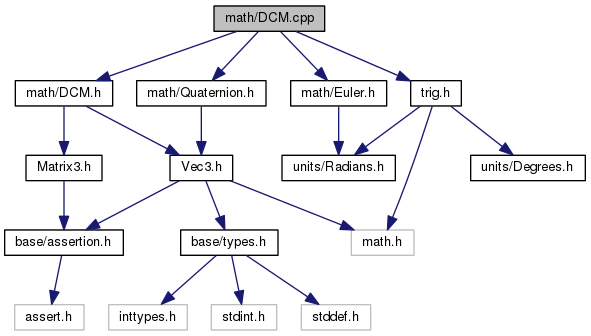 math/DCM.cpp
math/DCM.h
math/Quaternion.h
math/Euler.h
trig.h
Matrix3.h
Vec3.h
units/Radians.h
units/Degrees.h
base/assertion.h
base/types.h
math.h
assert.h
inttypes.h
stdint.h
stddef.h